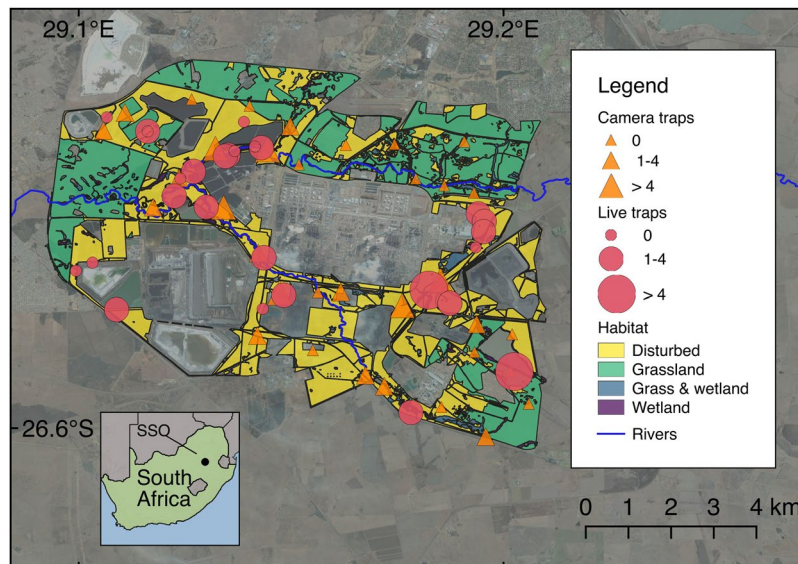 29.1°E
29.2°E
26.6°S
Legend
Camera traps
0
1-4
> 4
Live traps
0
1-4
> 4
Habitat
Disturbed
Grassland
Grass & wetland
Wetland
Rivers
SSO
South
Africa
0 1 2 3 4 km